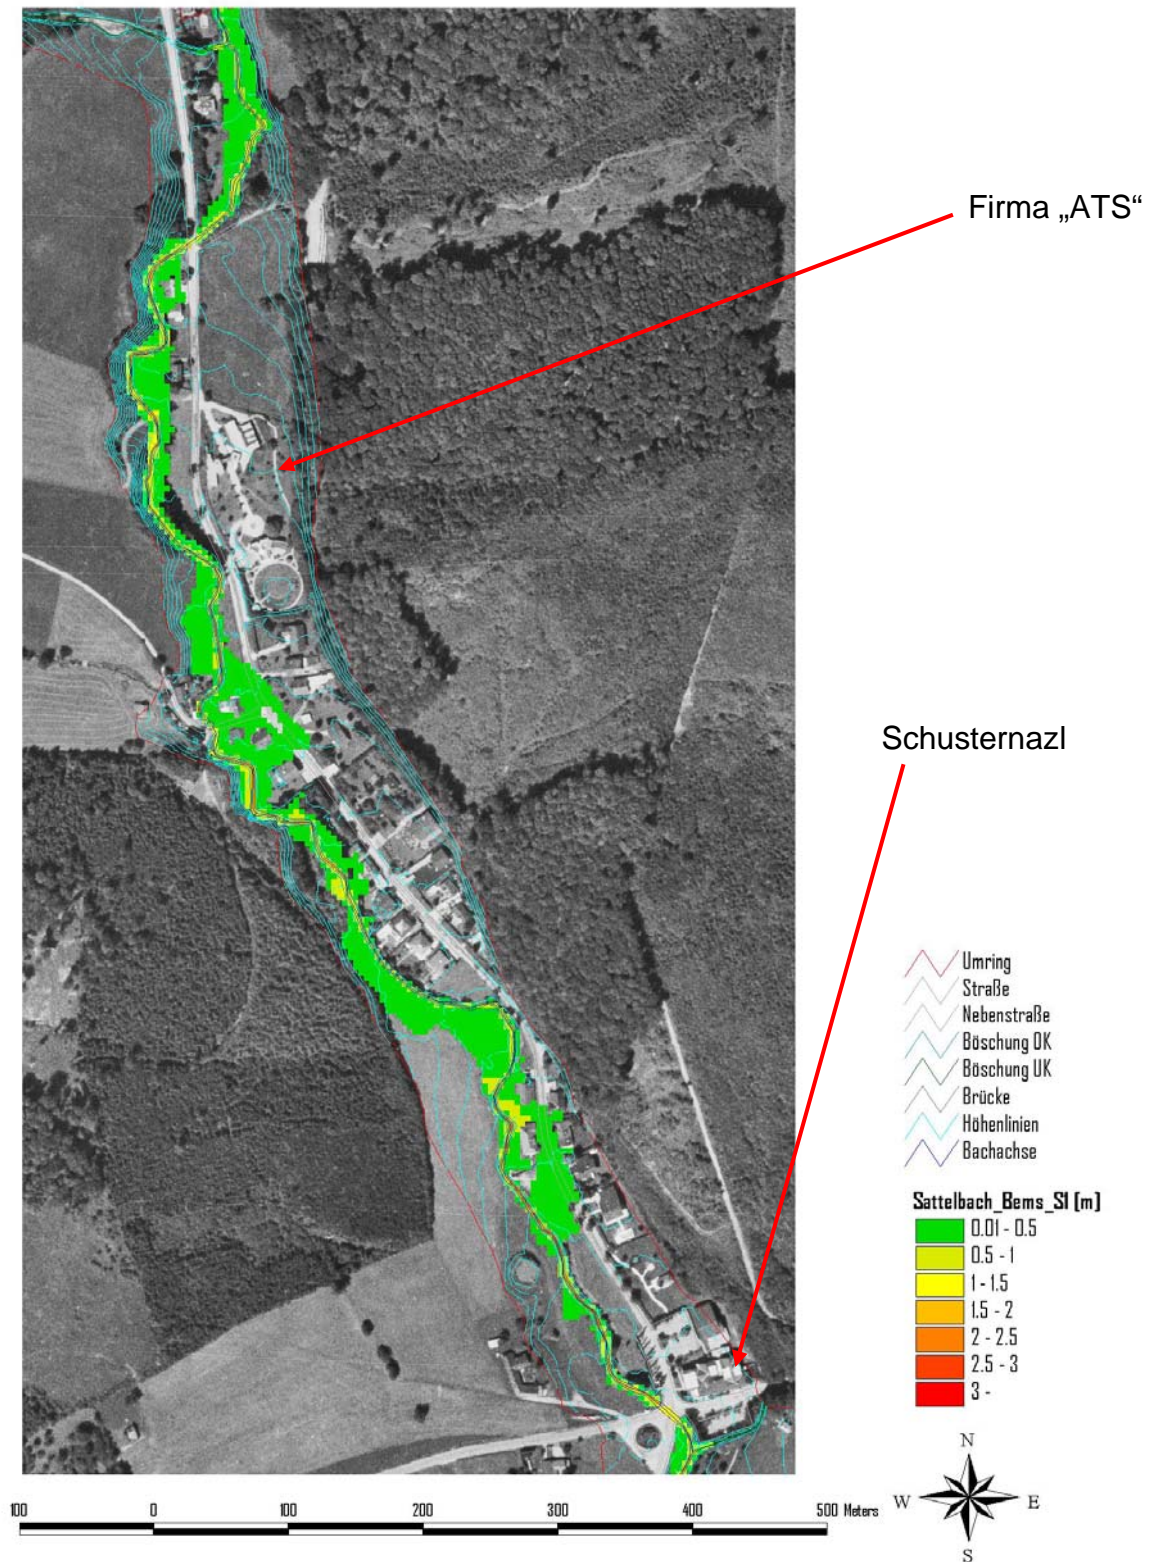 Firma „ATS“
Schusternazl
Umring
Straße
Nebenstraße
Böschung OK
Böschung UK
Brücke
Höhenlinien
Bachachse
Sattelbach_Bems_S1 (m)
0.01 - 0.5
0.5 - 1
1 - 1.5
1.5 - 2
2 - 2.5
2.5 - 3
3 -
N
W E
S
100 0 100 200 300 400 500 Meters